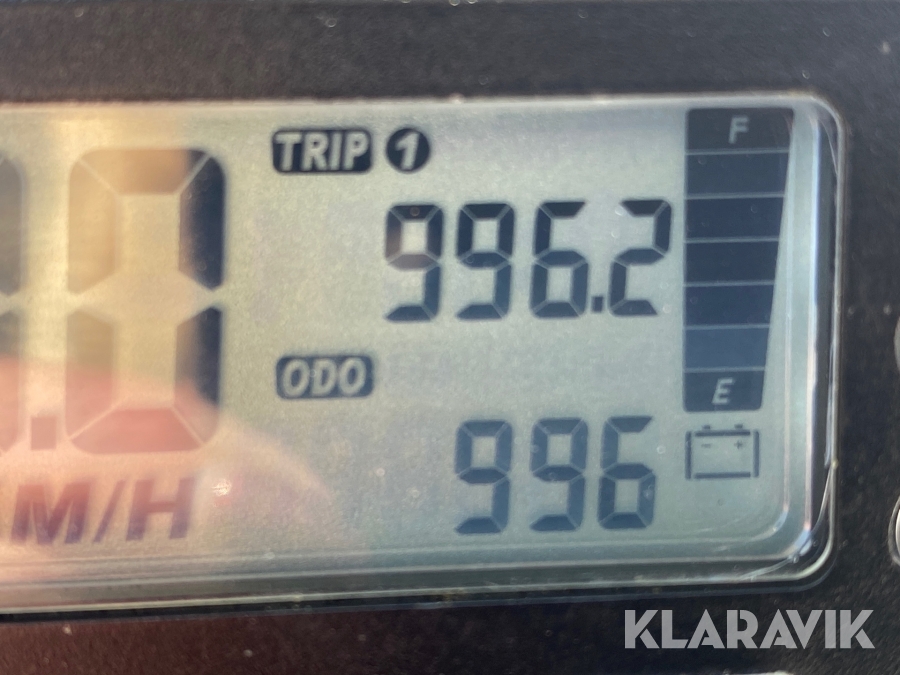 TRIP 1
F
996.2
ODO
E
996
- +
M/H
KLARAVIK